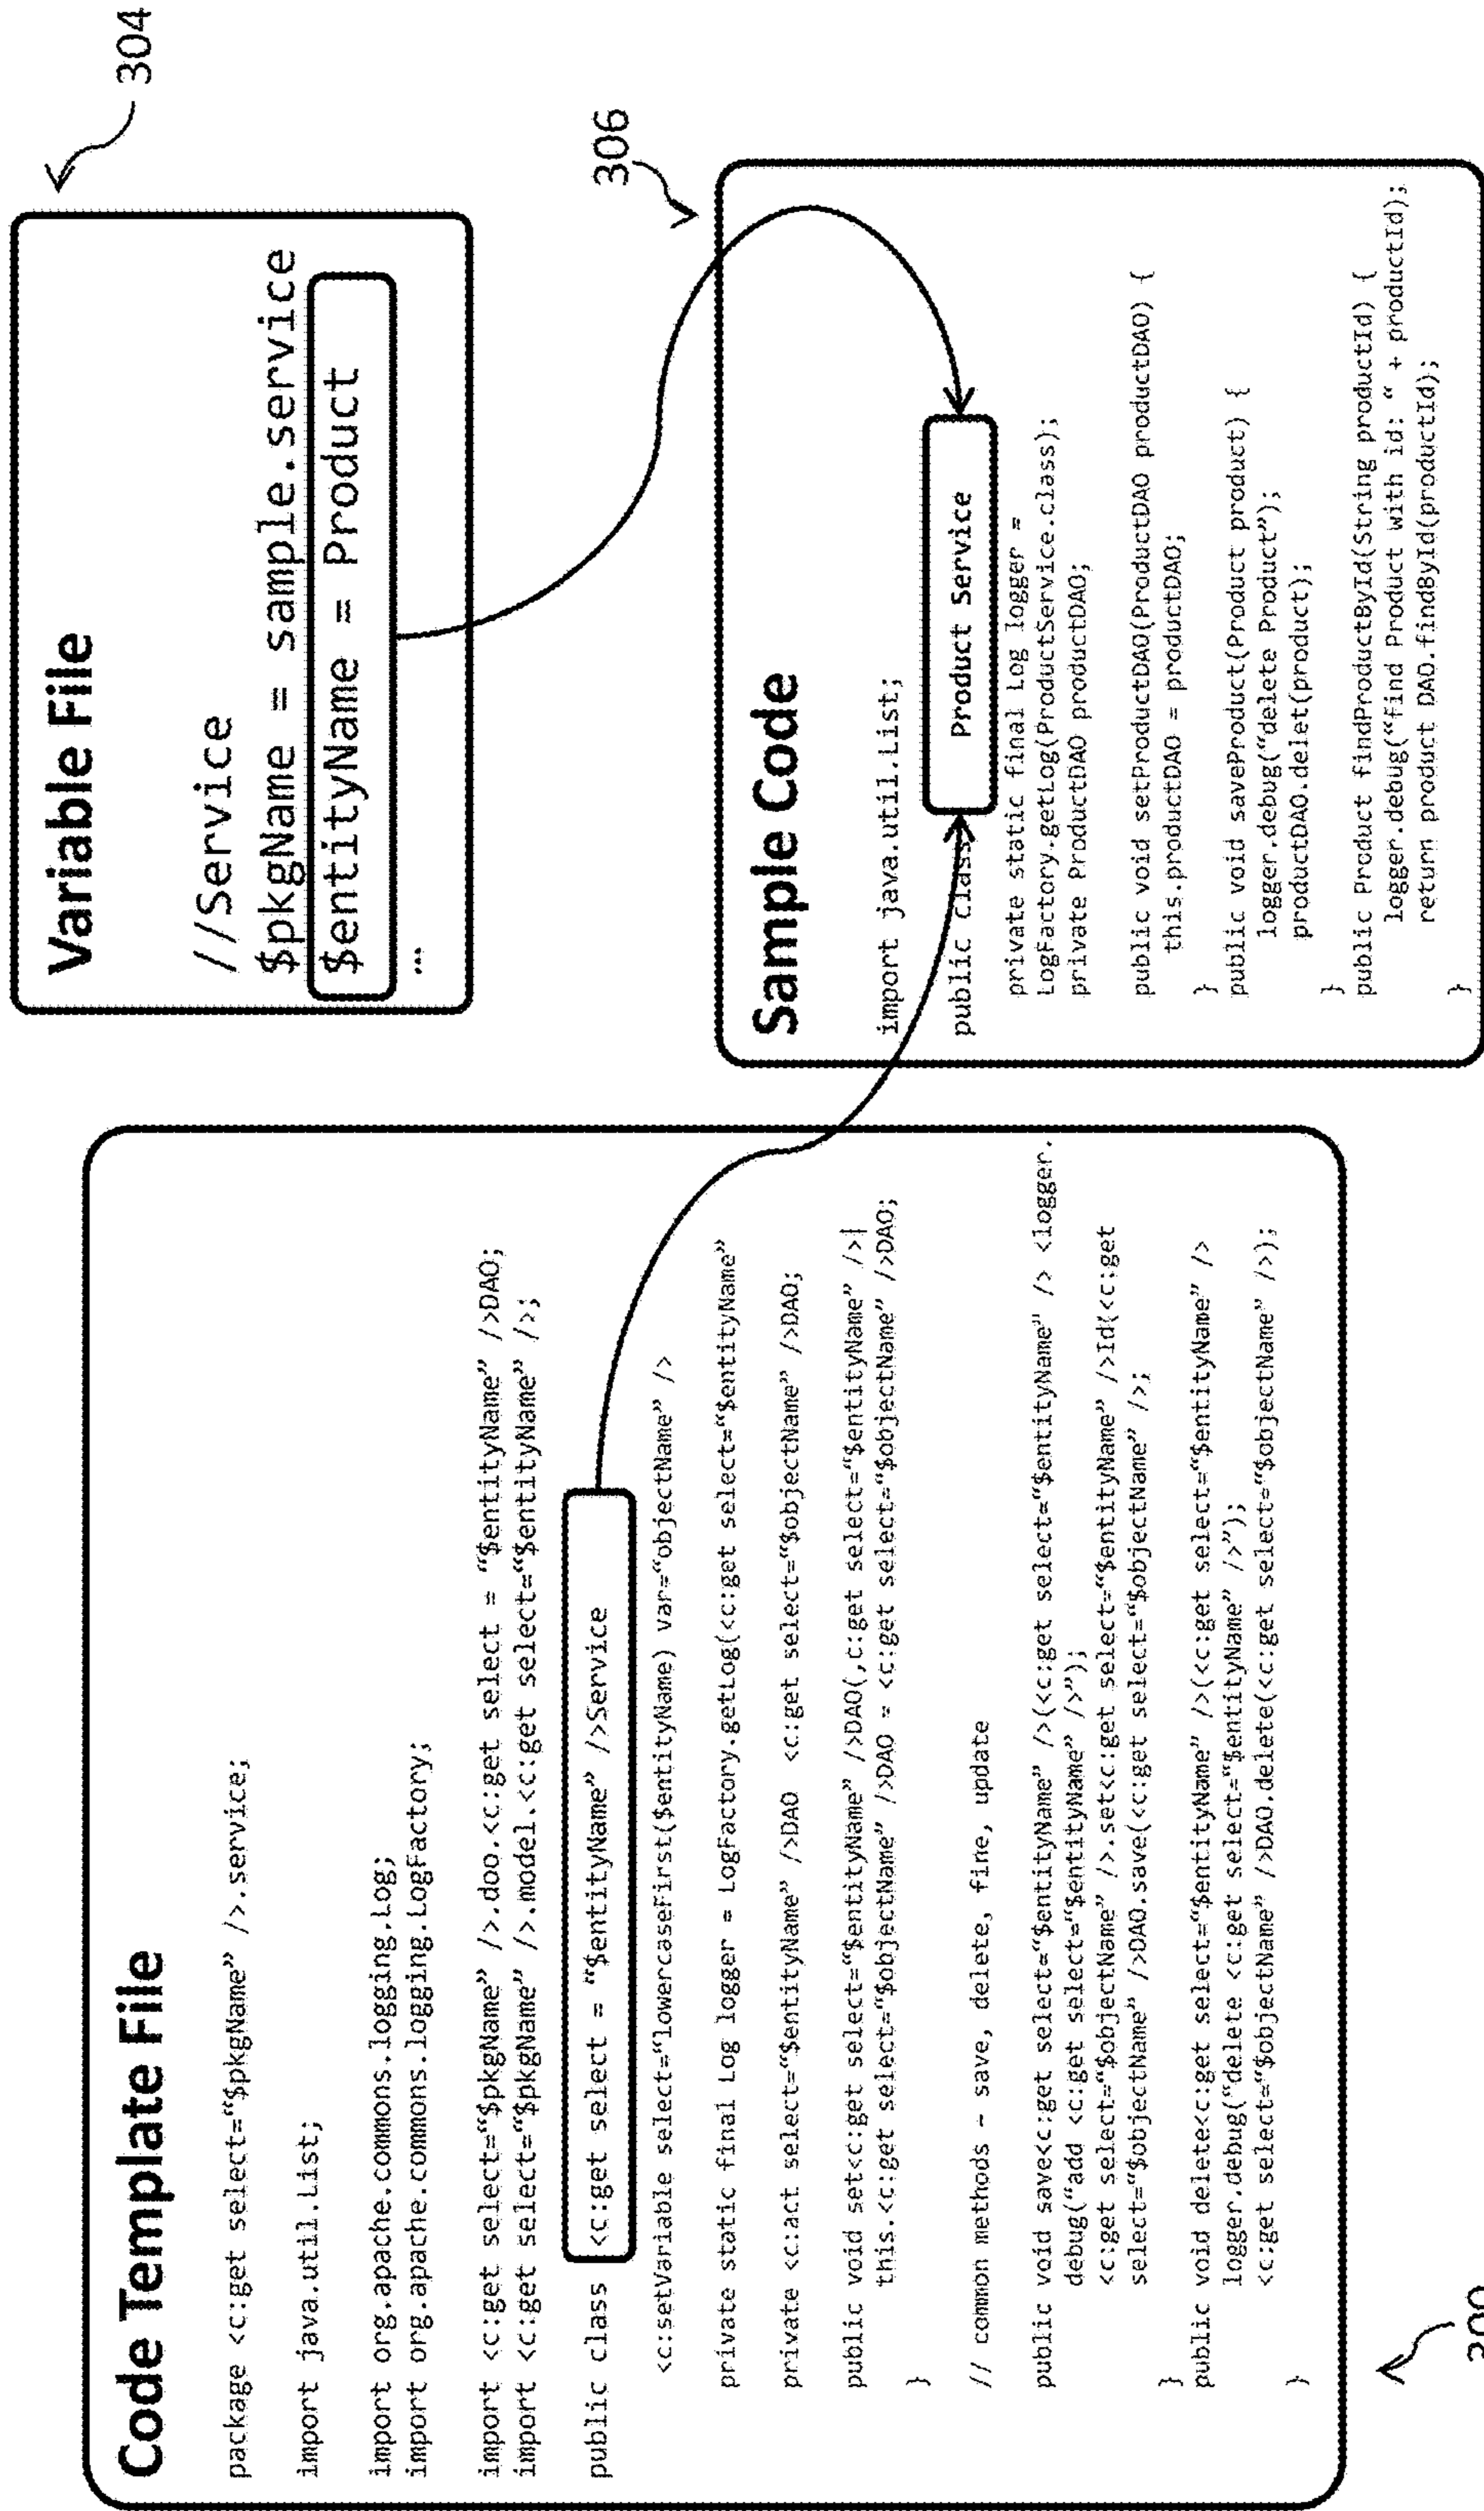 Code Template File
package <c:get select=“$pkgName” />.service;
import java.util.List;
import org.apache.commons.logging.Log;
import org.apache.commons.logging.LogFactory;
import <c:get select=“$pkgName” />.doo.<c:get select = “$entityName” />DAO;
import <c:get select=“$pkgName” />.model.<c:get select=“$entityName” />;
public class <c:get select = “$entityName” />Service
<c:setVariable select=“lowercaseFirst($entityName) var=“objectName” />
private static final Log logger = LogFactory.getLog(<c:get select=“$entityName”
private <c:act select=“$entityName” />DAO <c:get select=“$objectName” />DAO;
public void set<c:get select=“$entityName” />DAO(,c:get select=“$entityName” />|
this.<c:get select=“$objectName” />DAO = <c:get select=“$objectName” />DAO;
}
// common methods – save, delete, fine, update
public void save<c:get select=“$entityName” />(<c:get select=“$entityName” /> <logger.
debug(“add <c:get select=“$entityName” />”);
<c:get select=“$objectName” />.set<c:get select=“$entityName” />Id(<c:get
select=“$objectName” />DAO.save(<c:get select=“$objectName” />;
}
public void delete<c:get select=“$entityName” />(<c:get select=“$entityName” />
logger.debug(“delete <c:get select=“$entityName” />”);
<c:get select=“$objectName” />DAO.delete(<c:get select=“$objectName” />);
}
300
Variable File
//Service
$pkgName = sample.service
$entityName = Product
...
304
Sample Code
import java.util.List;
public class Product Service
private static final Log logger =
LogFactory.getLog(ProductService.class);
private ProductDAO productDAO;
public void setProductDAO(ProductDAO productDAO) {
this.productDAO = productDAO;
}
public void saveProduct(Product product) {
logger.debug(“delete Product”);
productDAO.delet(product);
}
public Product findProductById(String productId) {
logger.debug(“find Product with id: “ + productId);
return product DAO.findById(productId);
}
306